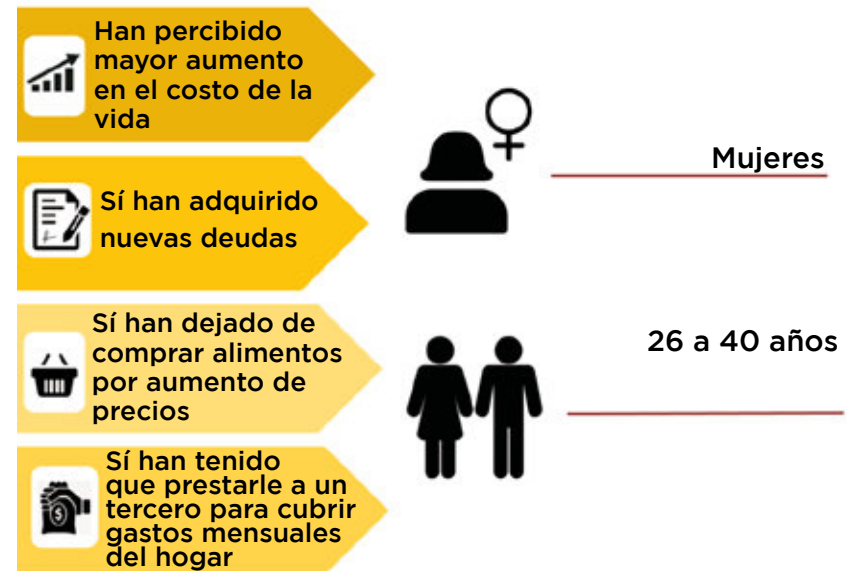 Han percibido
mayor aumento
en el costo de la
vida
Sí han adquirido
nuevas deudas
Sí han dejado de
comprar alimentos
por aumento de
precios
Sí han tenido
que prestarle a un
tercero para cubrir
gastos mensuales
del hogar
Mujeres
26 a 40 años